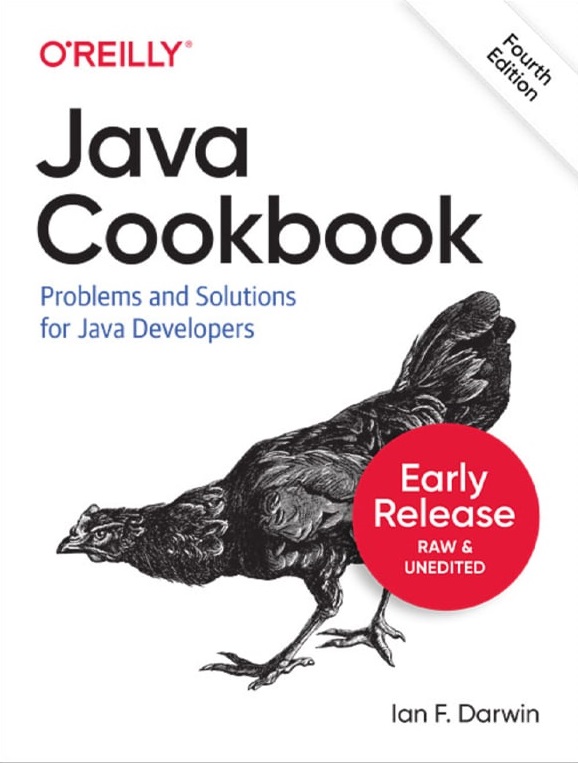 O'REILLY®
Fourth
Edition
Java
Cookbook
Problems and Solutions
for Java Developers
Early
Release
RAW &
UNEDITED
Ian F. Darwin